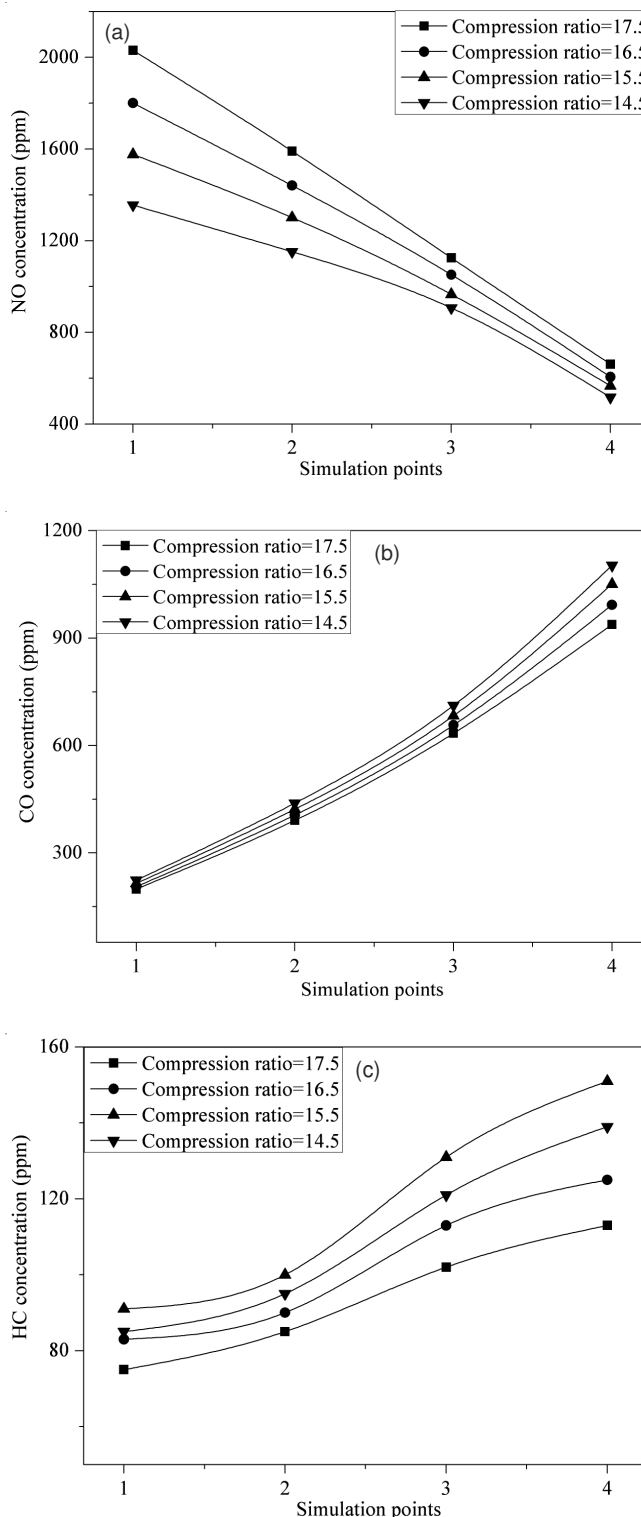 (a)
Compression ratio=17.5
Compression ratio=16.5
Compression ratio=15.5
Compression ratio=14.5
2000
1600
1200
800
400
NO concentration (ppm)
1 2 3 4
Simulation points
1200
900
600
300
CO concentration (ppm)
Compression ratio=17.5
Compression ratio=16.5
Compression ratio=15.5
Compression ratio=14.5
(b)
1 2 3 4
Simulation points
160
120
80
HC concentration (ppm)
Compression ratio=17.5
Compression ratio=16.5
Compression ratio=15.5
Compression ratio=14.5
(c)
1 2 3 4
Simulation points